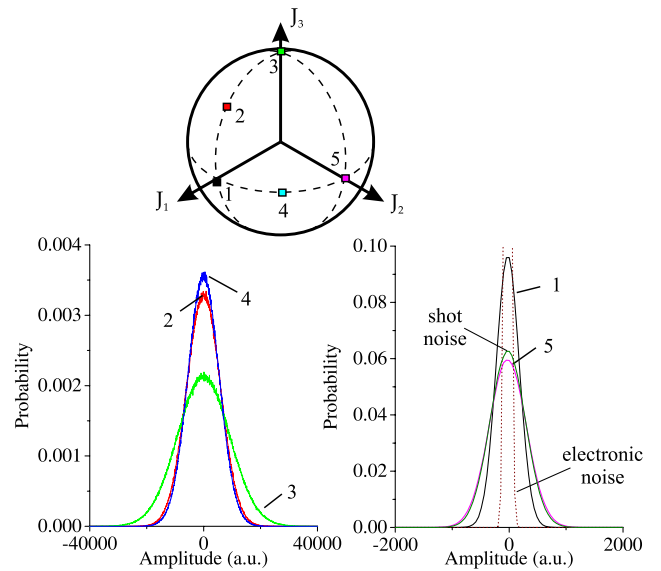 J3
3
2
5
1
J1
4
J2
0.004
0.003
0.002
0.001
0.000
Probability
2
4
3
-40000
0
40000
Amplitude (a.u.)
0.10
0.08
0.06
0.04
0.02
0.00
Probability
1
shot
noise
5
electronic
noise
-2000
0
2000
Amplitude (a.u.)